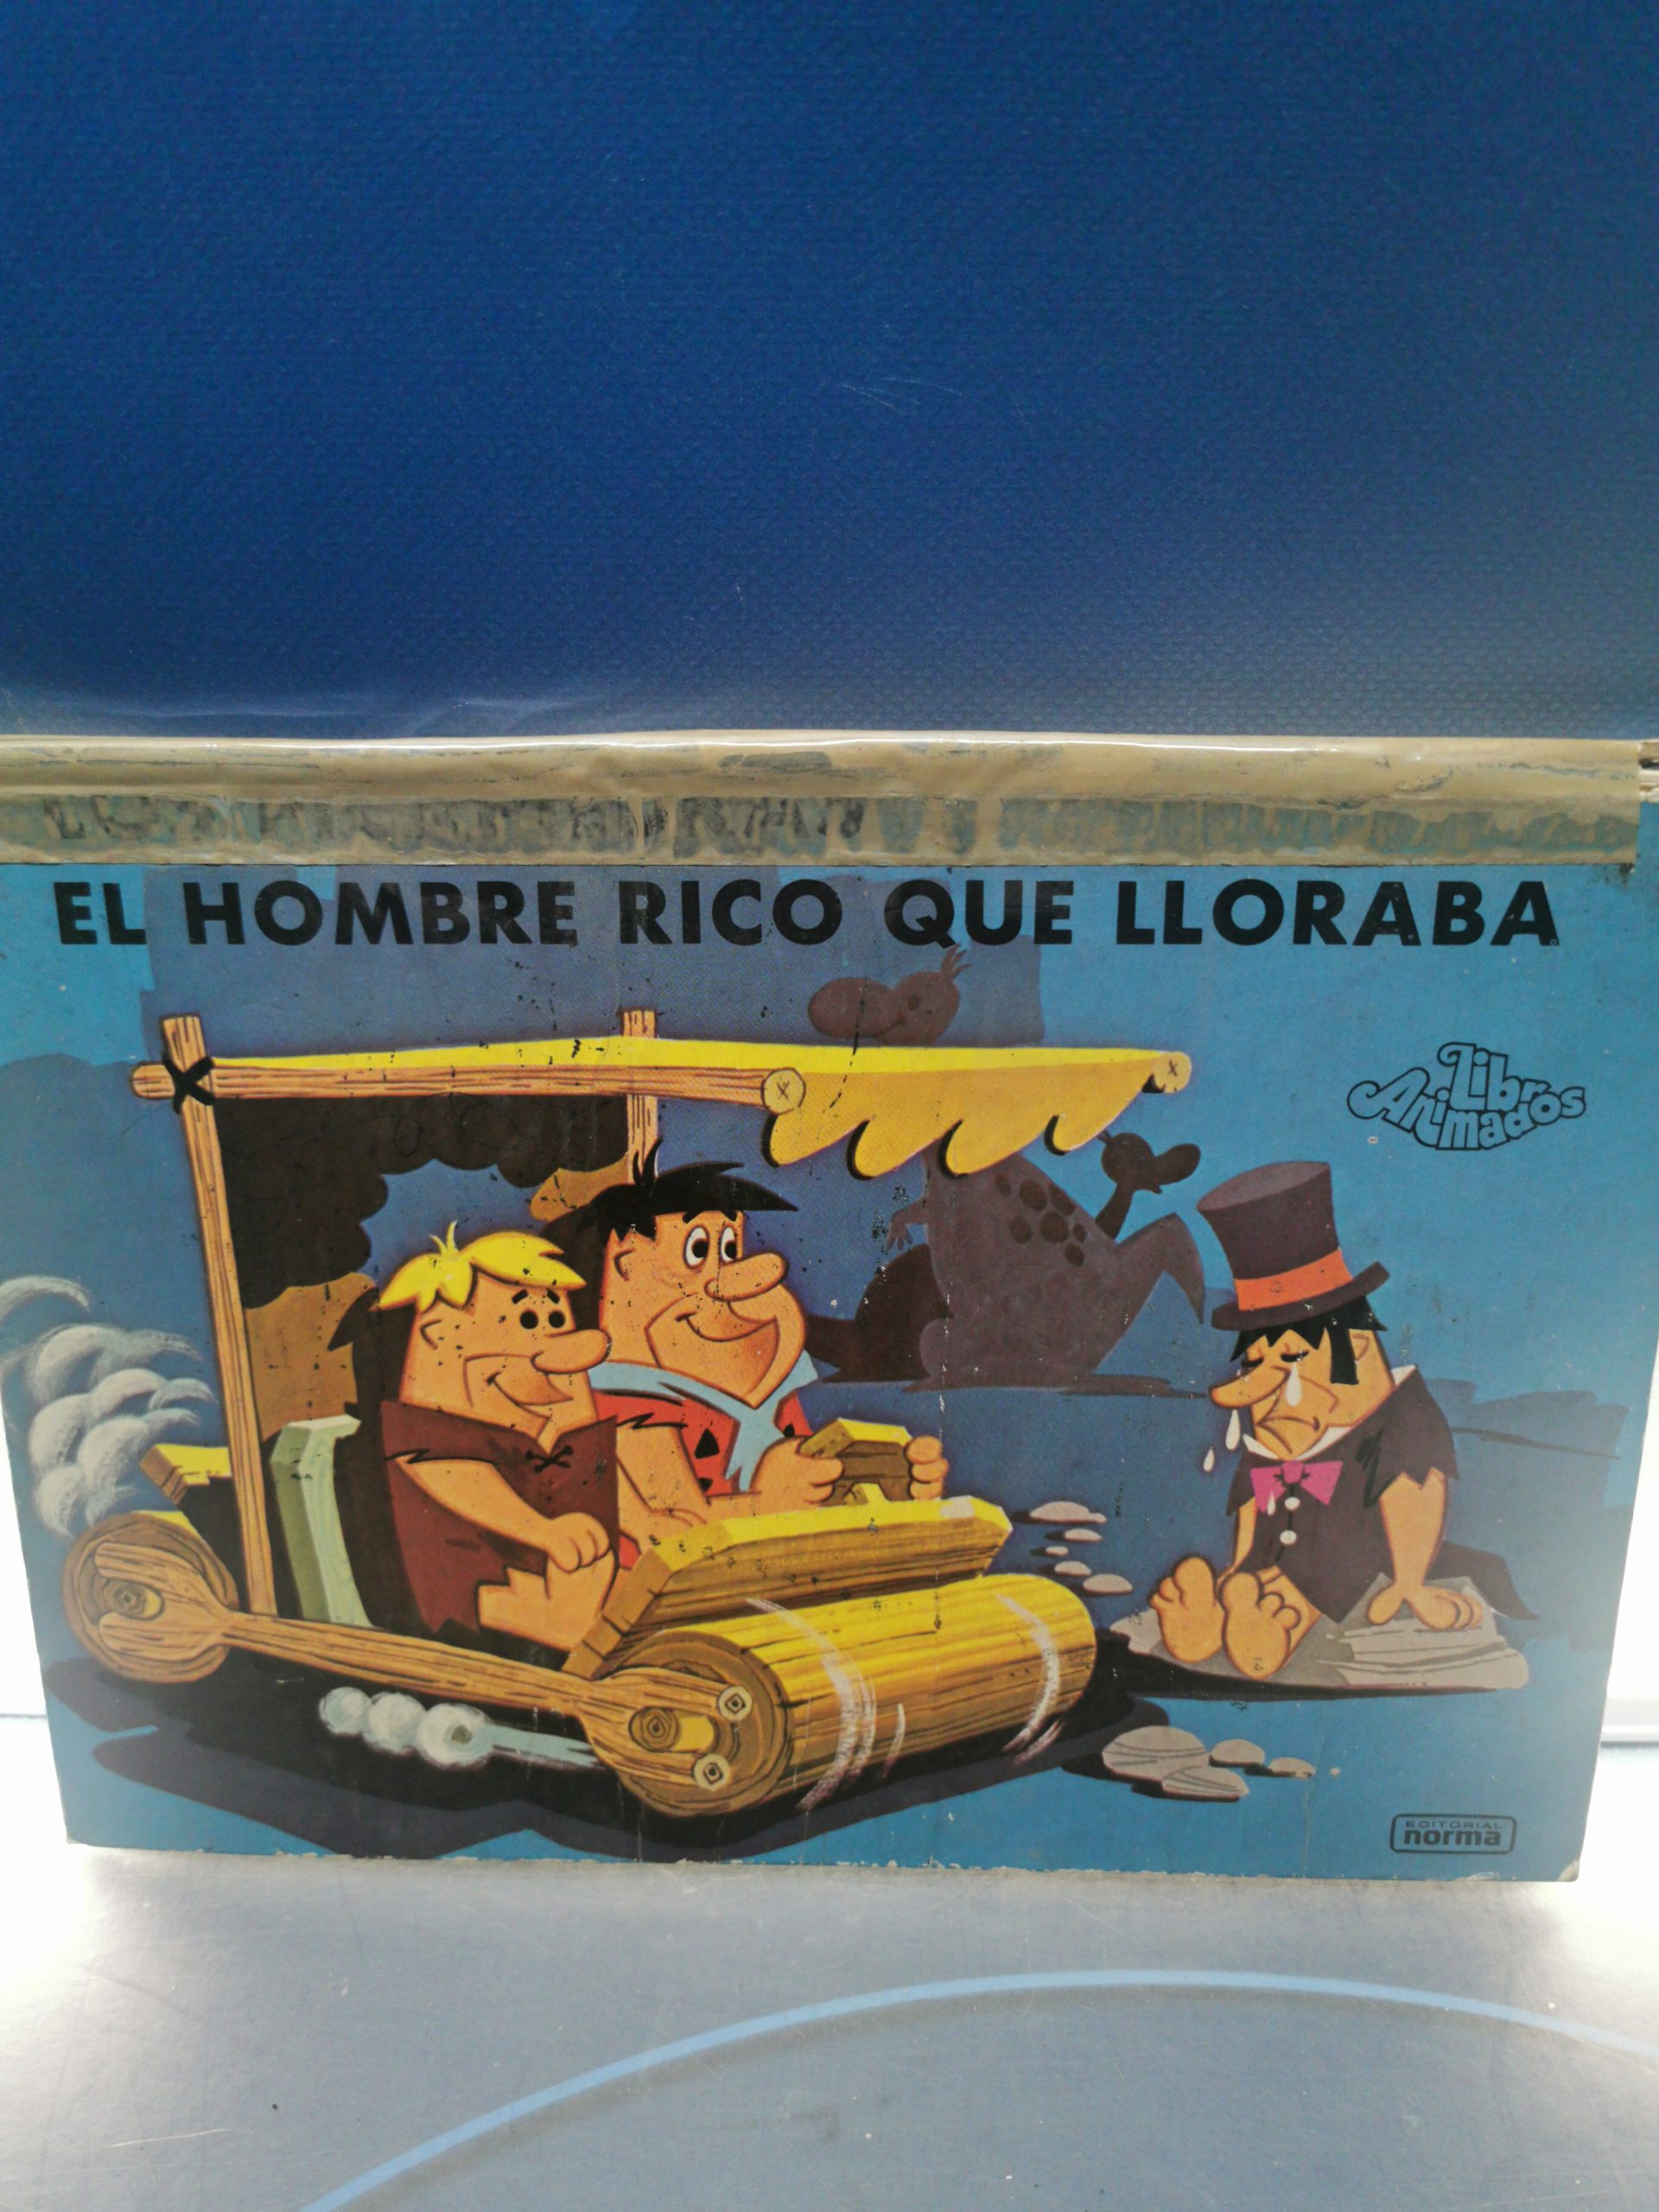 EL HOMBRE RICO QUE LLORABA
Libros
Animados
EDITORIAL
norma